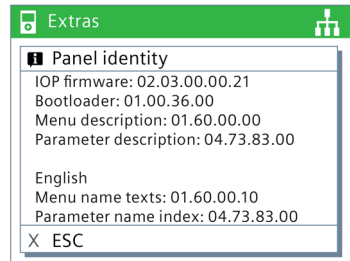 Extras
Panel identity
IOP firmware: 02.03.00.00.21
Bootloader: 01.00.36.00
Menu description: 01.60.00.00
Parameter description: 04.73.83.00
English
Menu name texts: 01.60.00.10
Parameter name index: 04.73.83.00
X ESC